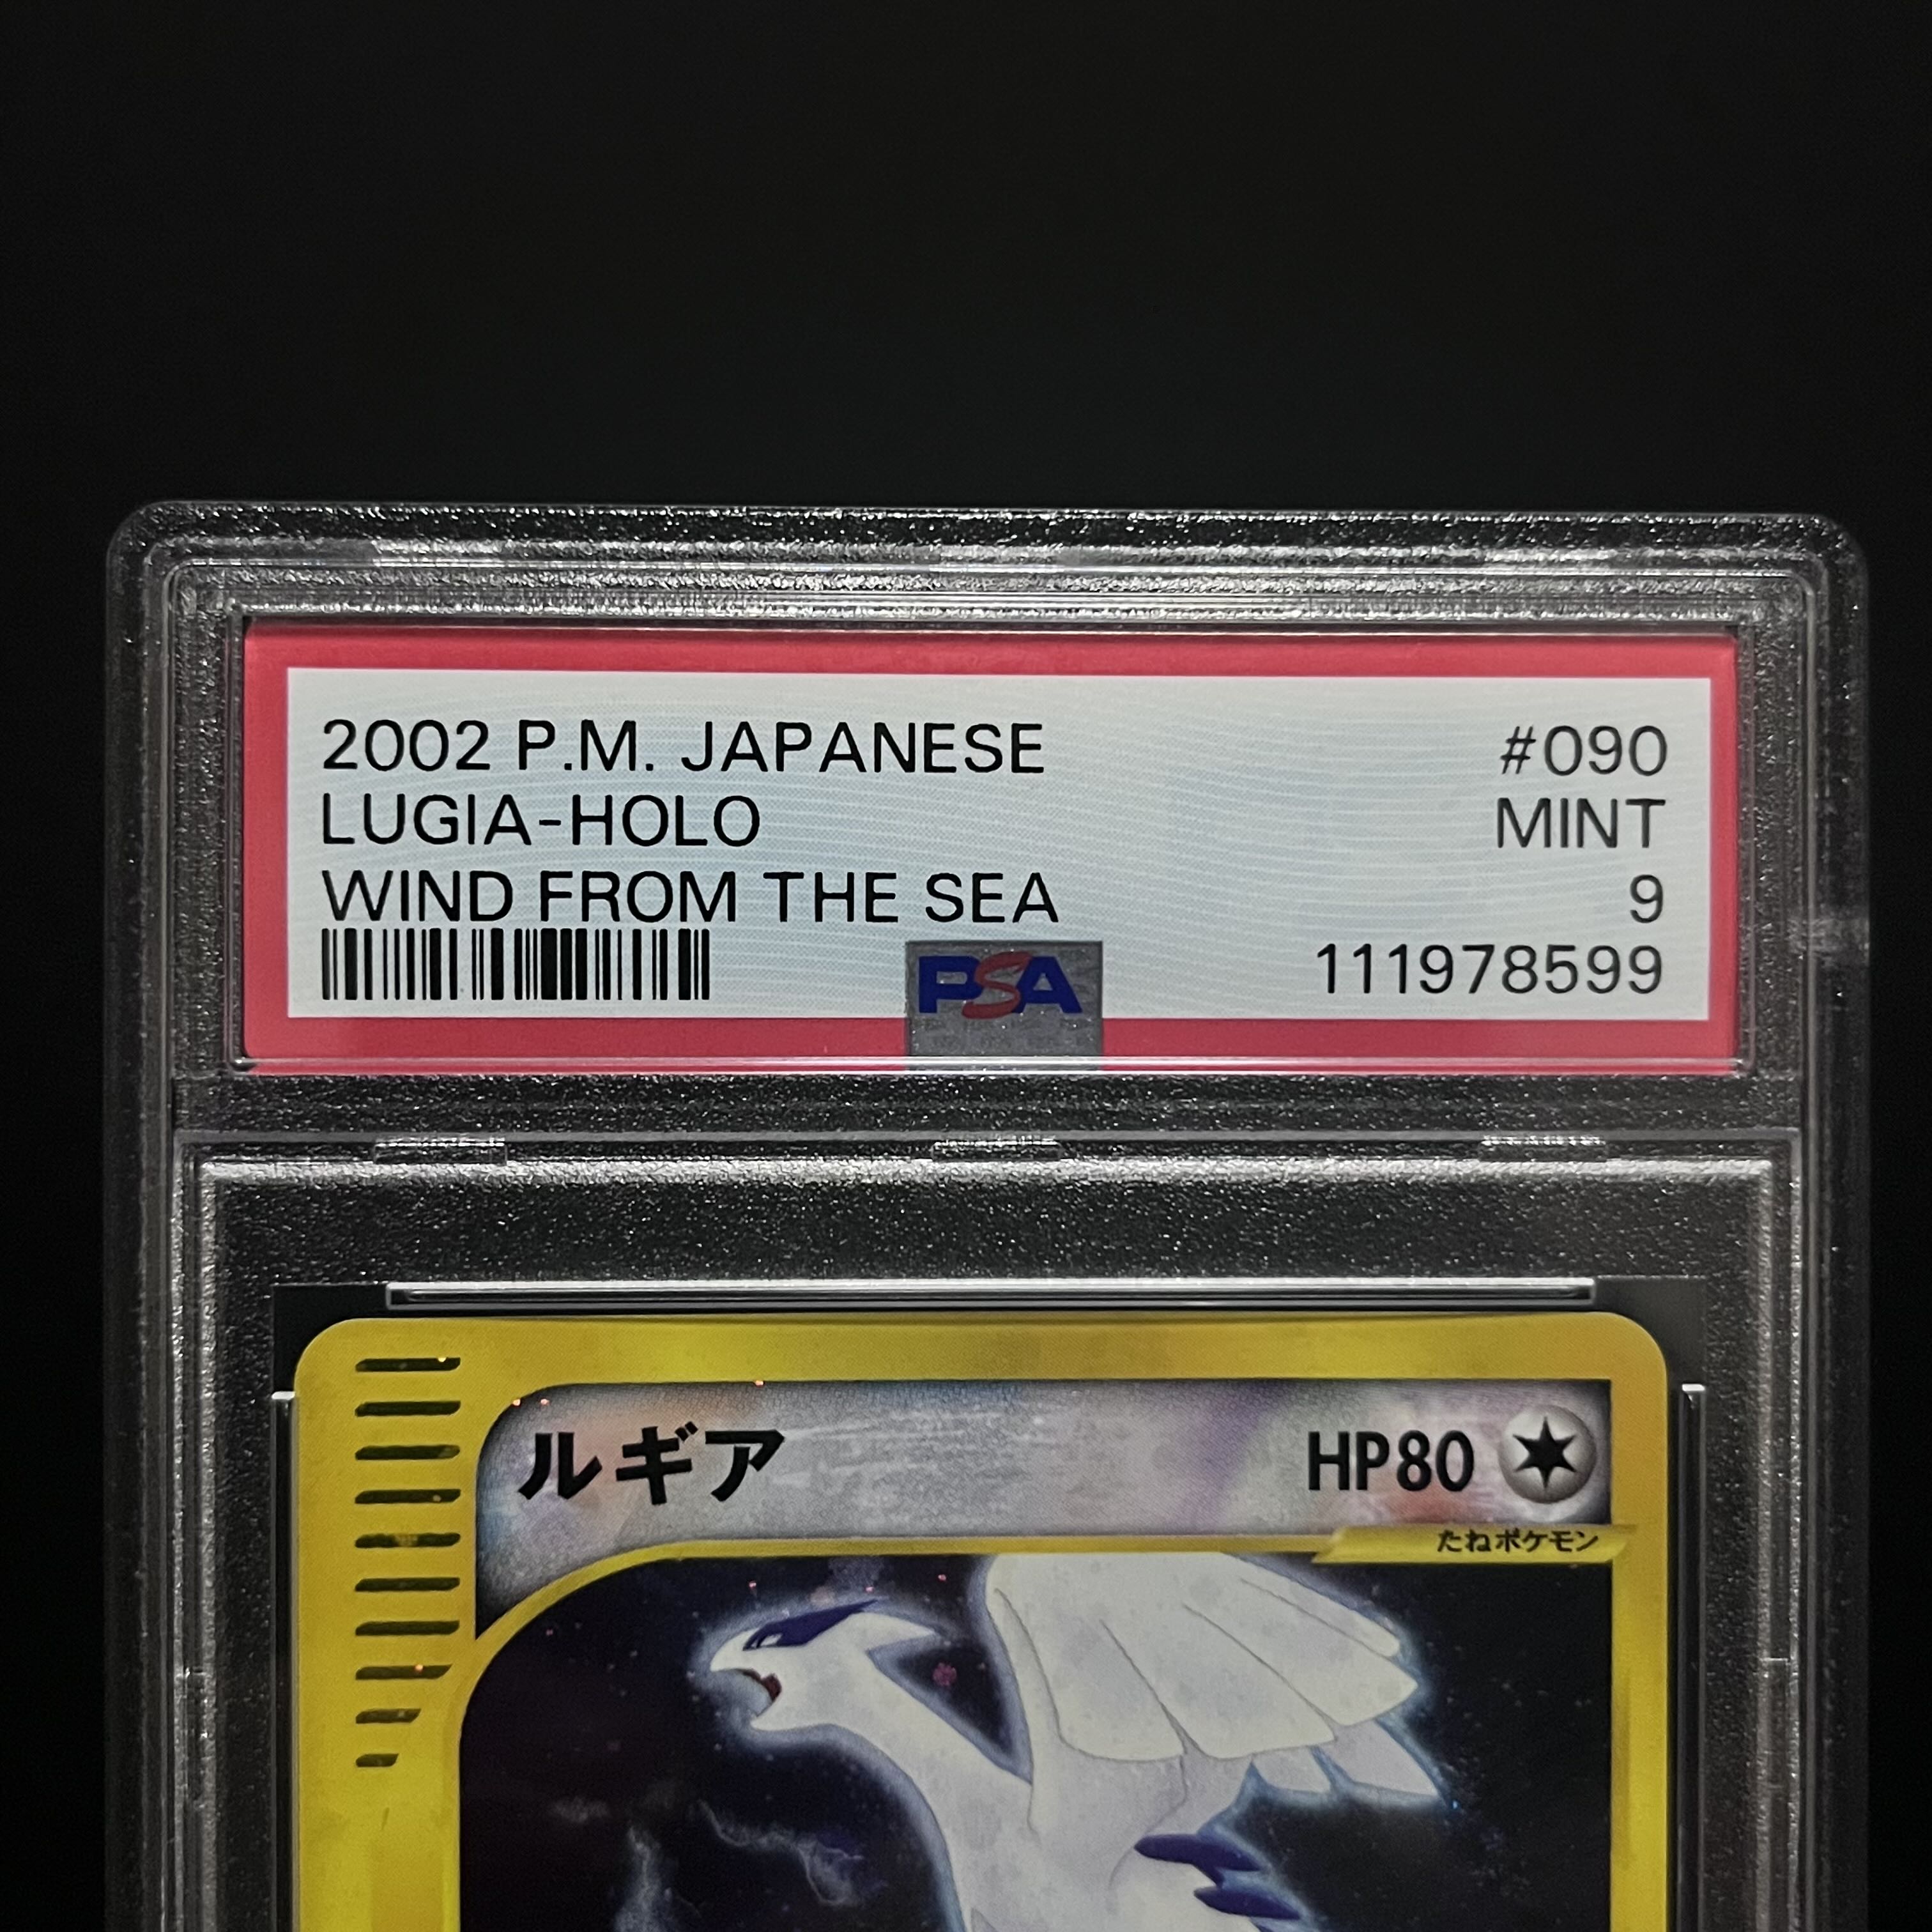 2002 P.M. JAPANESE #090
LUGIA-HOLO MINT
WIND FROM THE SEA 9
PSA 111978599
ルギア HP80
たねポケモン